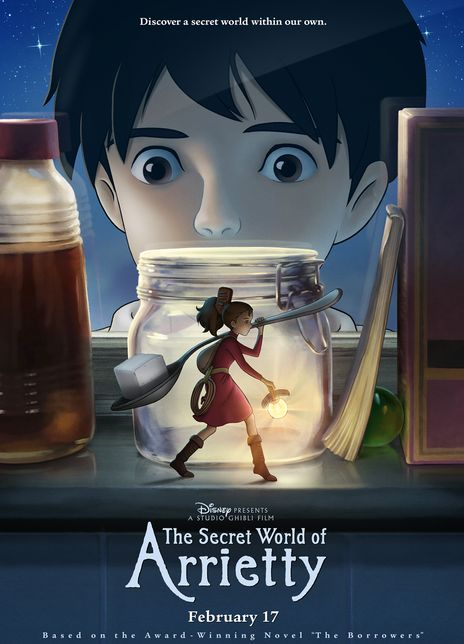 Discover a secret world within our own.
Disney PRESENTS
A STUDIO GHIBLI FILM
The Secret World of
Arrietty
February 17
Based on the Award-Winning Novel "The Borrowers"